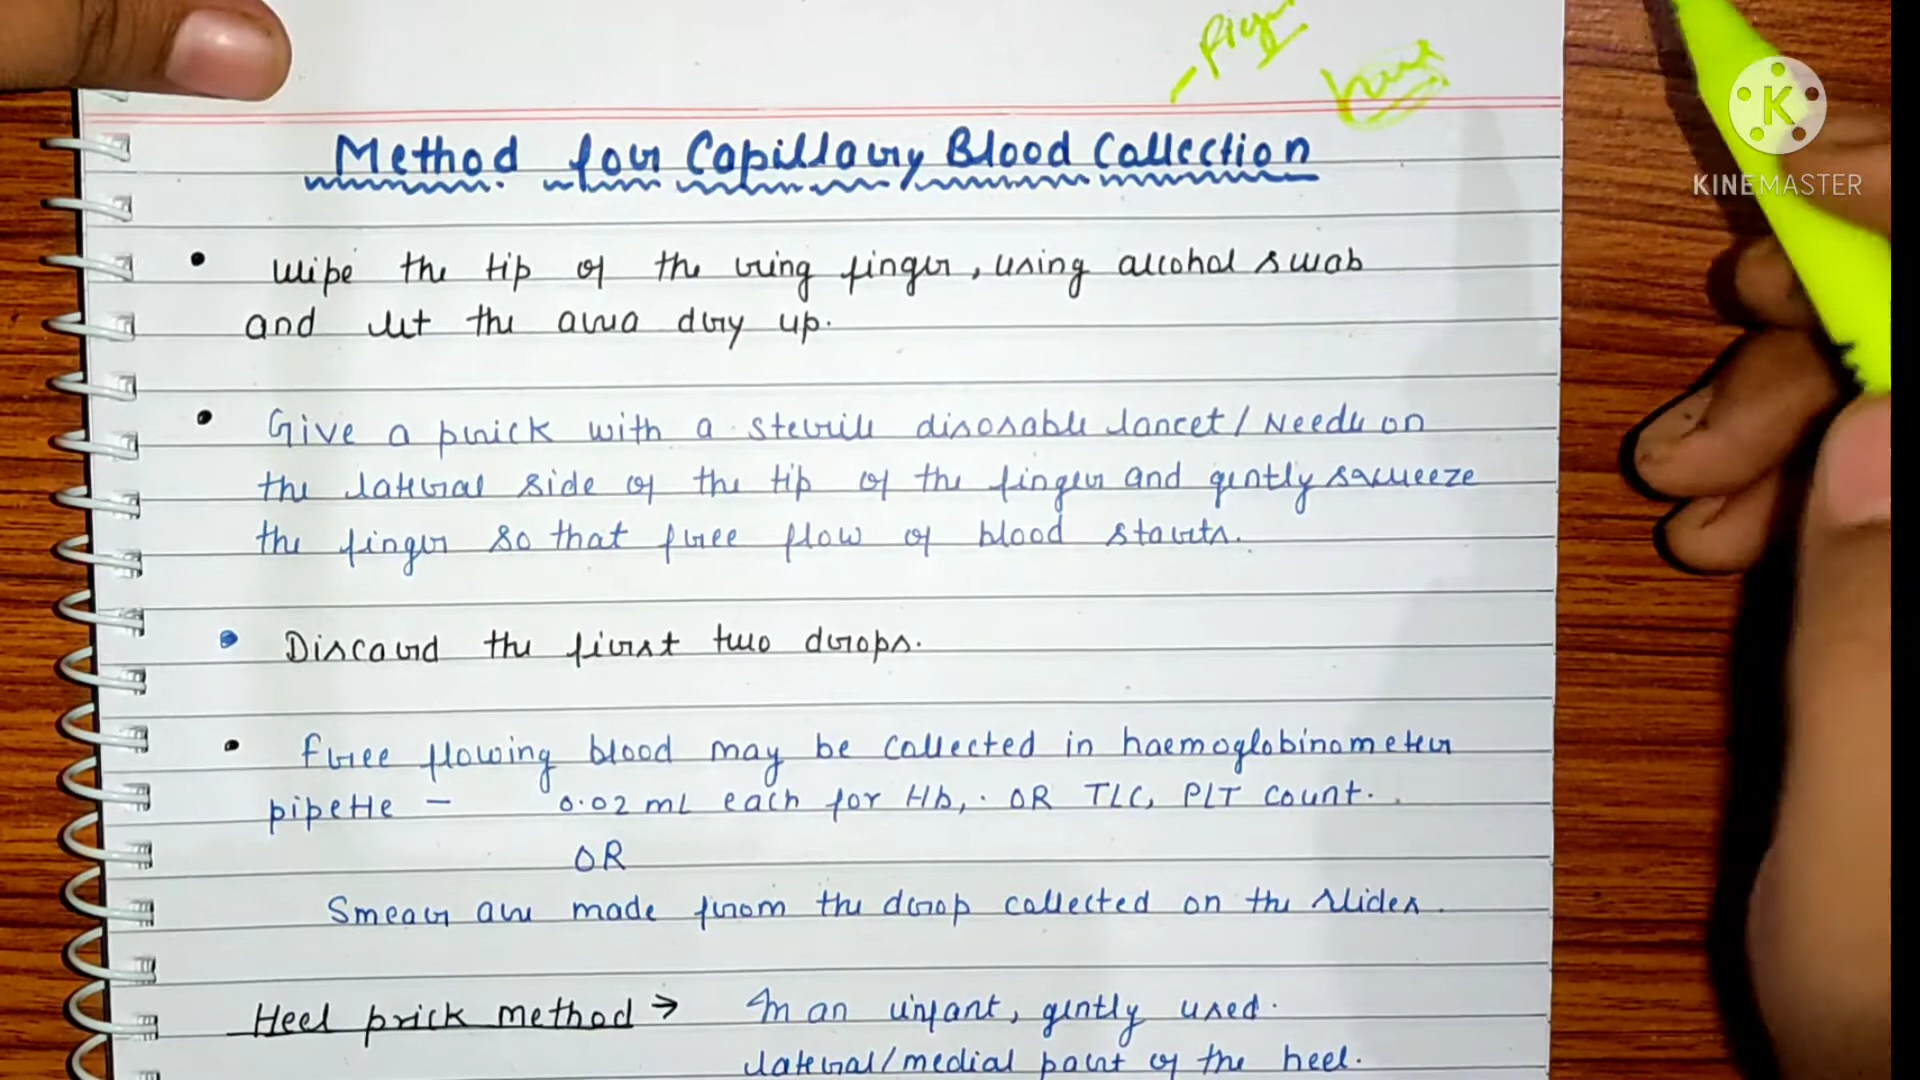 Method for Capillary Blood Collection
KINEMASTER
• Wipe the tip of the ring finger, using alcohol swab
and let the area dry up.
• Give a prick with a sterile disosable lancet/Needle on
the lateral side of the tip of the finger and gently squeeze
the finger so that free flow of blood starts.
• Discard the first two drops.
• free flowing blood may be collected in haemoglobinometer
pipette – 0.02 mL each for Hb, . OR TLC, PLT count.
OR
Smear are made from the drop collected on the slides.
Heel prick method → In an infant, gently used.
lateral/medial part of the heel.